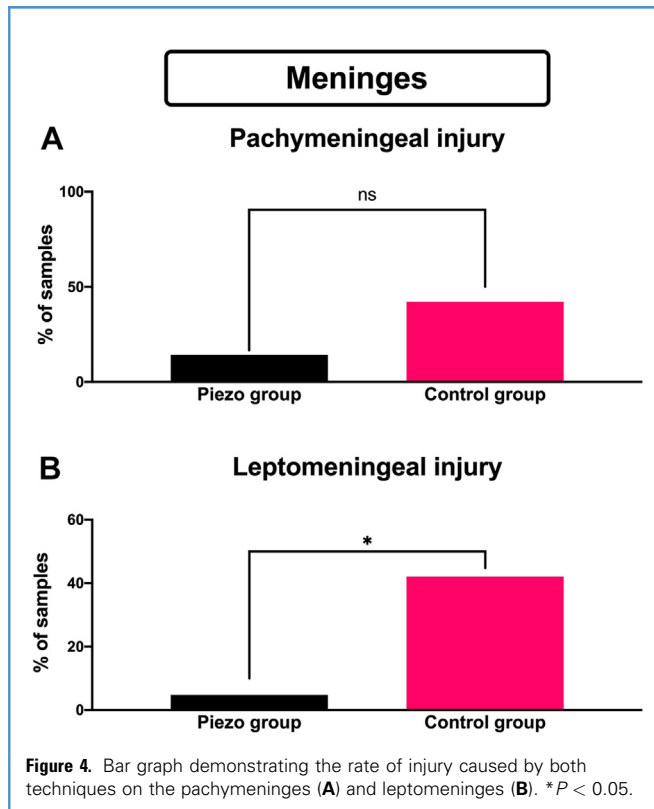 Meninges
A
Pachymeningeal injury
% of samples
100
50
0
ns
Piezo group
Control group
B
Leptomeningeal injury
% of samples
60
40
20
0
*
Piezo group
Control group
Figure 4. Bar graph demonstrating the rate of injury caused by both
techniques on the pachymeninges (A) and leptomeninges (B). *P < 0.05.